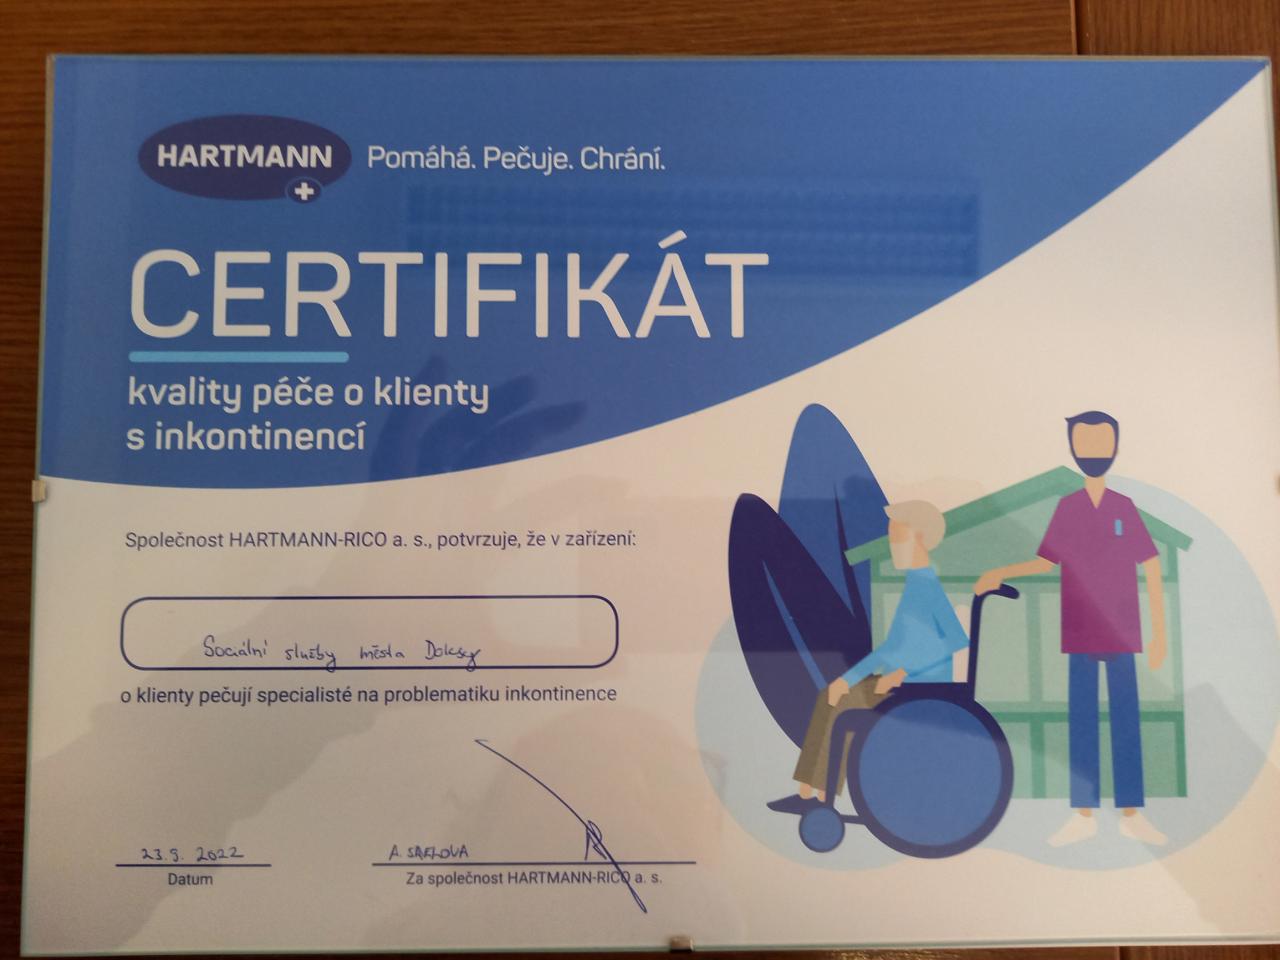 HARTMANN
Pomáhá. Pečuje. Chrání.
CERTIFIKÁT
kvality péče o klienty
s inkontinencí
Společnost HARTMANN-RICO a. s., potvrzuje, že v zařízení:
Sociální služby města Doksy
o klienty pečují specialisté na problematiku inkontinence
23.9. 2022
Datum
A.
Za společnost HARTMANN-RICO a. s.